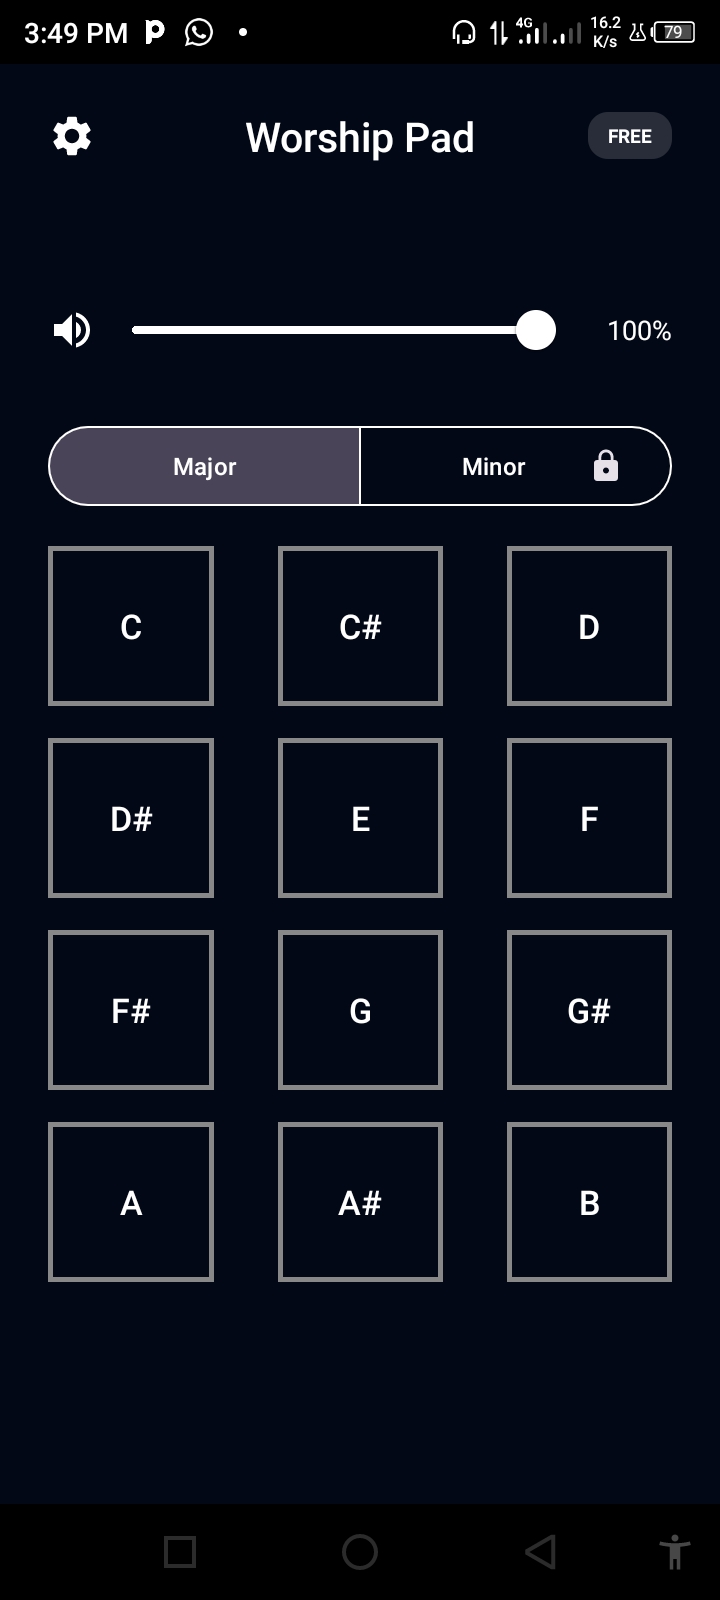 3:49 PM
4G
16.2
K/s
79
Worship Pad
FREE
100%
Major
Minor
C
C#
D
D#
E
F
F#
G
G#
A
A#
B